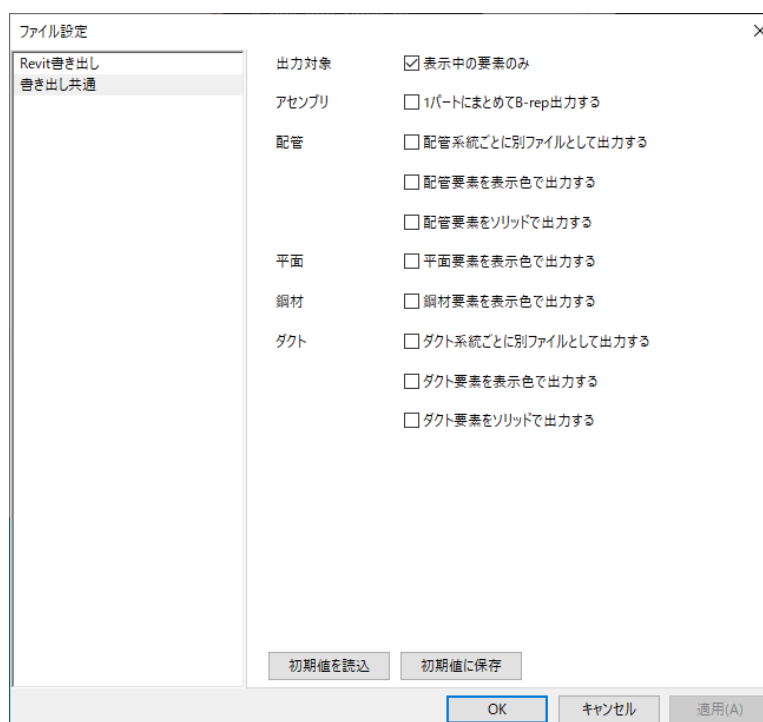 ファイル設定
Revit書き出し
書き出し共通
出力対象 表示中の要素のみ
アセンブリ 1パートにまとめてB-rep出力する
配管 配管系統ごとに別ファイルとして出力する
配管要素を表示色で出力する
配管要素をソリッドで出力する
平面 平面要素を表示色で出力する
鋼材 鋼材要素を表示色で出力する
ダクト ダクト系統ごとに別ファイルとして出力する
ダクト要素を表示色で出力する
ダクト要素をソリッドで出力する
初期値を読込 初期値に保存
OK キャンセル 適用(A)